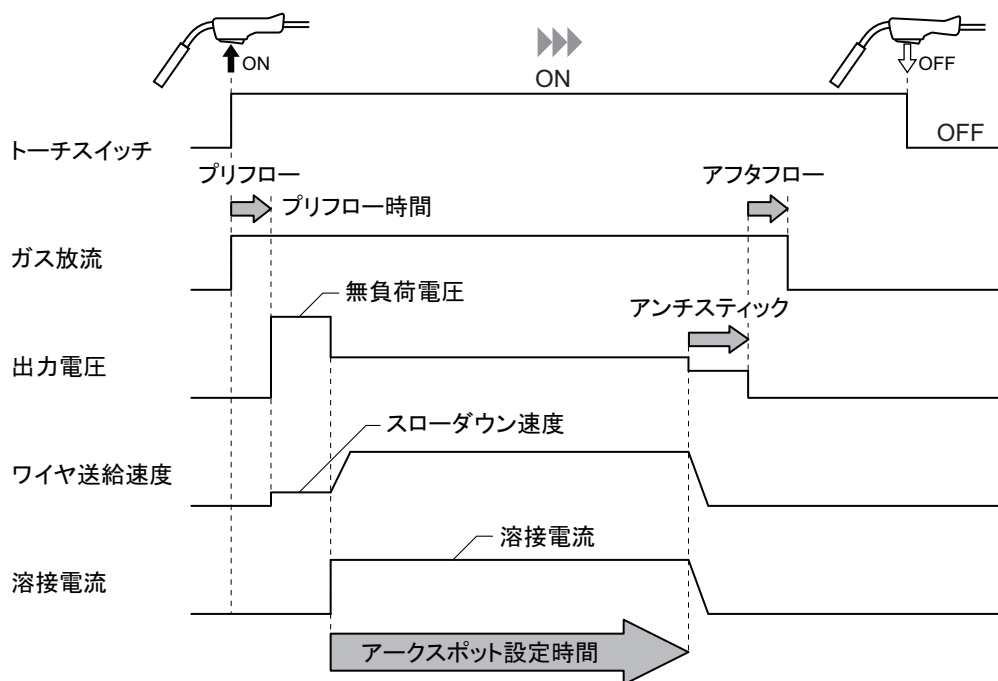 ON
ON
OFF
トーチスイッチ
OFF
プリフロー
アフタフロー
プリフロー時間
ガス放流
無負荷電圧
アンチスティック
出力電圧
スローダウン速度
ワイヤ送給速度
溶接電流
溶接電流
アークスポット設定時間